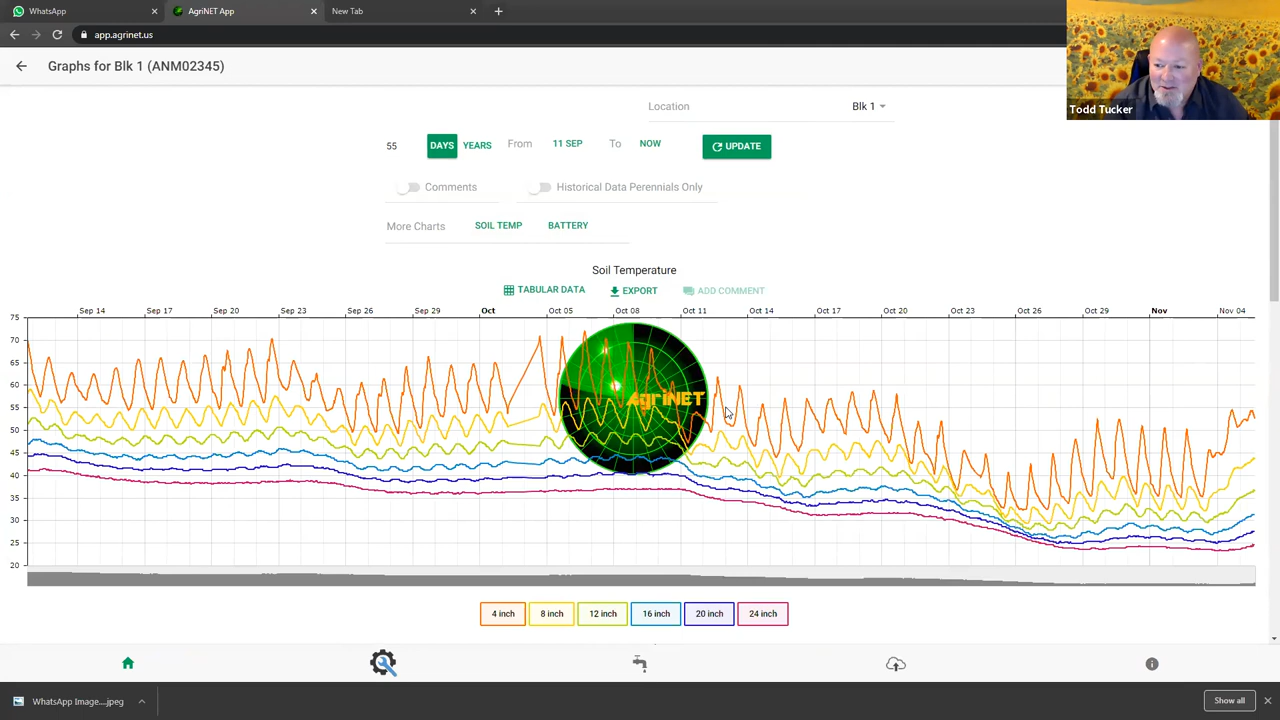 WhatsApp
AgriNET App
New Tab
app.agrinet.us
Graphs for Blk 1 (ANM02345)
Todd Tucker
Location Blk 1
55 DAYS YEARS From 11 SEP To NOW UPDATE
Comments Historical Data Perennials Only
More Charts SOIL TEMP BATTERY
Soil Temperature
TABULAR DATA EXPORT ADD COMMENT
Sep 14 Sep 17 Sep 20 Sep 23 Sep 26 Sep 29 Oct Oct 05 Oct 08 Oct 11 Oct 14 Oct 17 Oct 20 Oct 23 Oct 26 Oct 29 Nov Nov 04
75
70
65
60
55
50
45
40
35
30
25
20
AgriNET
4 inch 8 inch 12 inch 16 inch 20 inch 24 inch
WhatsApp Image....jpeg
Show all